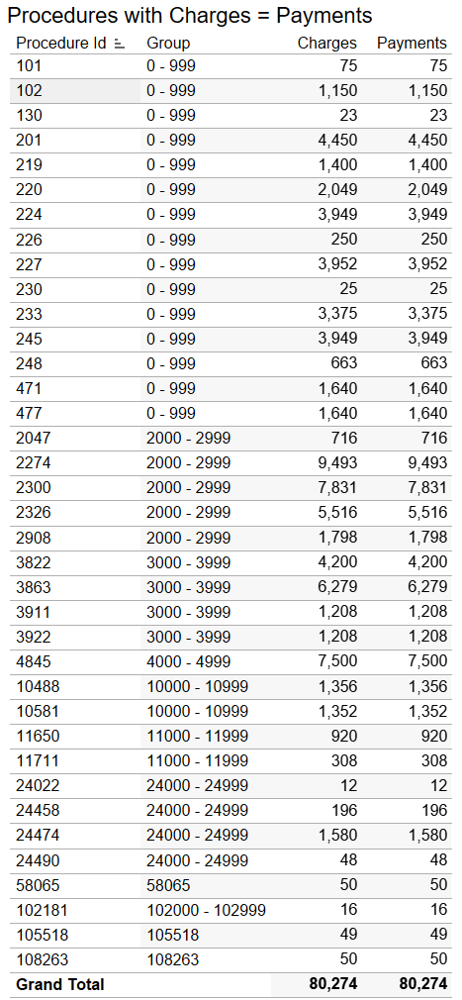 Procedures with Charges = Payments
Procedure Id Group Charges Payments
101 0 - 999 75 75
102 0 - 999 1,150 1,150
130 0 - 999 23 23
201 0 - 999 4,450 4,450
219 0 - 999 1,400 1,400
220 0 - 999 2,049 2,049
224 0 - 999 3,949 3,949
226 0 - 999 250 250
227 0 - 999 3,952 3,952
230 0 - 999 25 25
233 0 - 999 3,375 3,375
245 0 - 999 3,949 3,949
248 0 - 999 663 663
471 0 - 999 1,640 1,640
477 0 - 999 1,640 1,640
2047 2000 - 2999 716 716
2274 2000 - 2999 9,493 9,493
2300 2000 - 2999 7,831 7,831
2326 2000 - 2999 5,516 5,516
2908 2000 - 2999 1,798 1,798
3822 3000 - 3999 4,200 4,200
3863 3000 - 3999 6,279 6,279
3911 3000 - 3999 1,208 1,208
3922 3000 - 3999 1,208 1,208
4845 4000 - 4999 7,500 7,500
10488 10000 - 10999 1,356 1,356
10581 10000 - 10999 1,352 1,352
11650 11000 - 11999 920 920
11711 11000 - 11999 308 308
24022 24000 - 24999 12 12
24458 24000 - 24999 196 196
24474 24000 - 24999 1,580 1,580
24490 24000 - 24999 48 48
58065 58065 50 50
102181 102000 - 102999 16 16
105518 105518 49 49
108263 108263 50 50
Grand Total 80,274 80,274